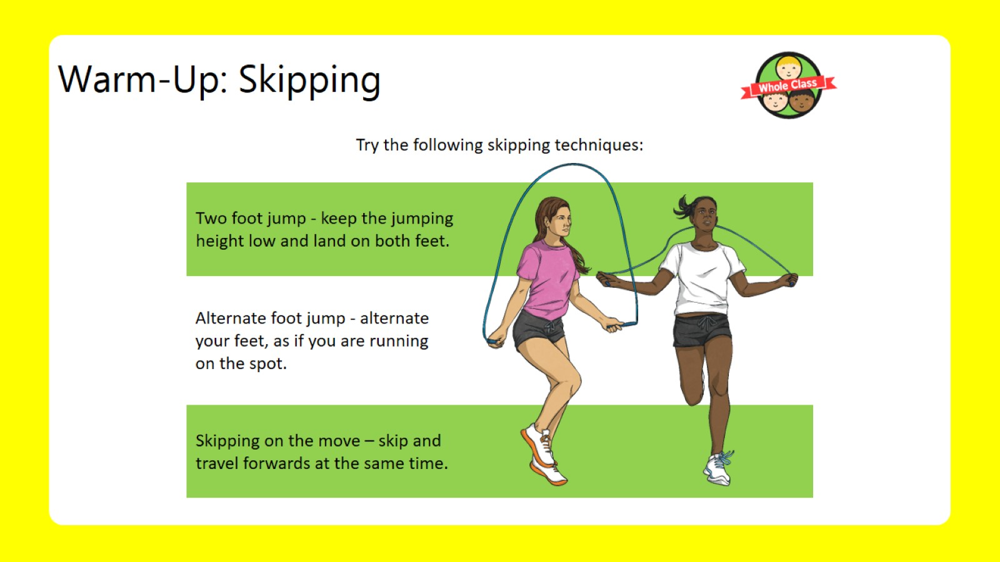 Warm-Up: Skipping
Whole Class
Try the following skipping techniques:
Two foot jump - keep the jumping
height low and land on both feet.
Alternate foot jump - alternate
your feet, as if you are running
on the spot.
Skipping on the move – skip and
travel forwards at the same time.